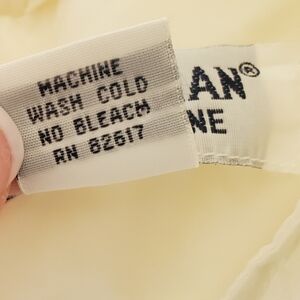 MACHINE
WASH COLD
NO BLEACH
RN 82617
AN®
NE